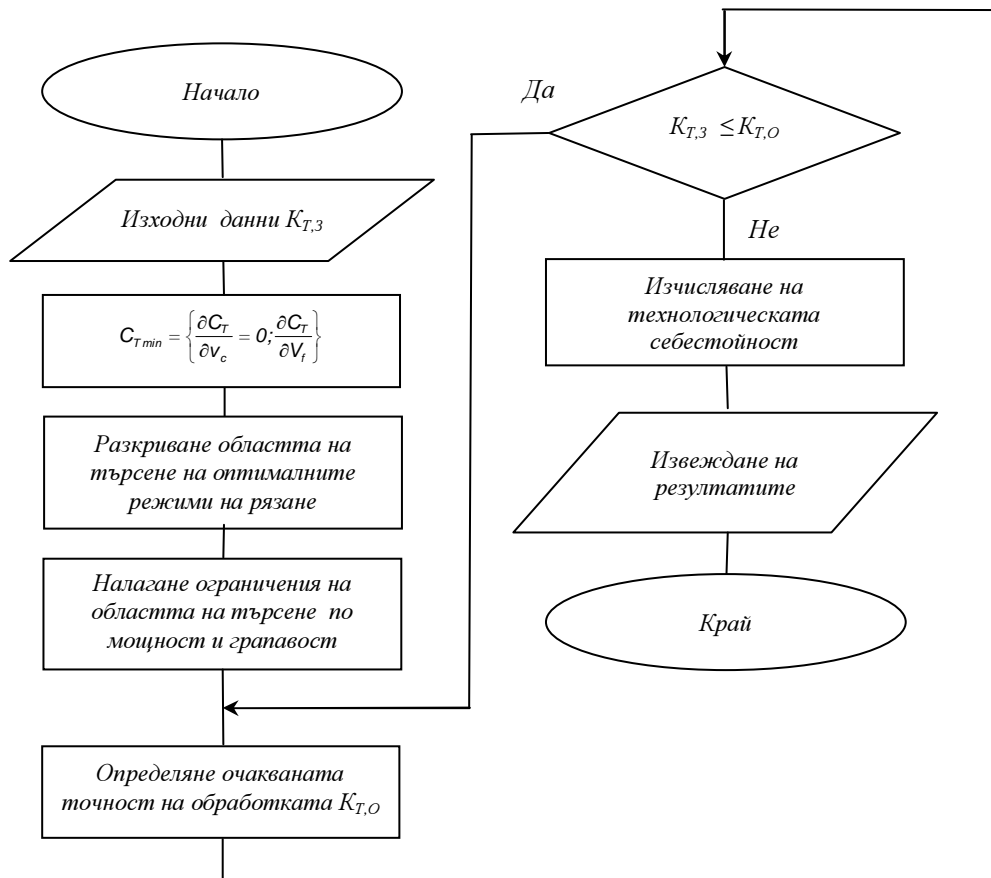 Начало
Изходни данни K_{T,З}
C_{Tmin} = {∂C_T/∂v_c = 0; ∂C_T/∂V_f}
Разкриване областта на
търсене на оптималните
режими на рязане
Налагане ограничения на
областта на търсене по
мощност и грапавост
Определяне очакваната
точност на обработката K_{T,O}
Да
K_{T,З} ≤ K_{T,O}
Не
Изчисляване на
технологическата
себестойност
Извеждане на
резултатите
Край